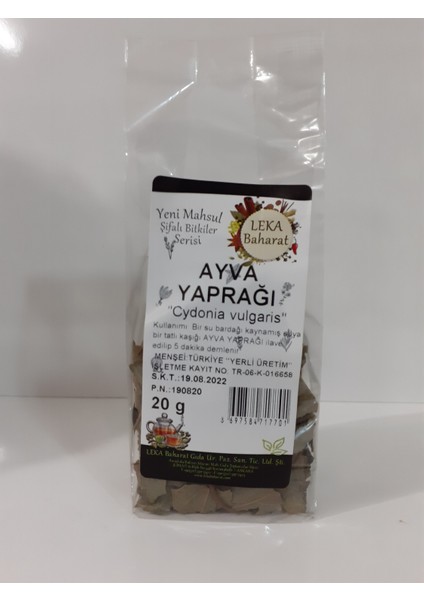 Yeni Mahsul
Şifalı Bitkiler
Serisi
LEKA
Baharat
AYVA
YAPRAĞI
"Cydonia vulgaris"
Kullanımı: Bir su bardağı kaynamış suya
bir tatlı kaşığı AYVA YAPRAĞI ilave
edilip 5 dakika demlenir.
MENŞEİ TÜRKİYE "YERLİ ÜRETİM"
İŞLETME KAYIT NO: TR-06-K-016658
S.K.T.:19.08.2022
P.N.:190820
20 g
LEKA Baharat Gıda Ür. Paz. San. Tic. Ltd. Şti.